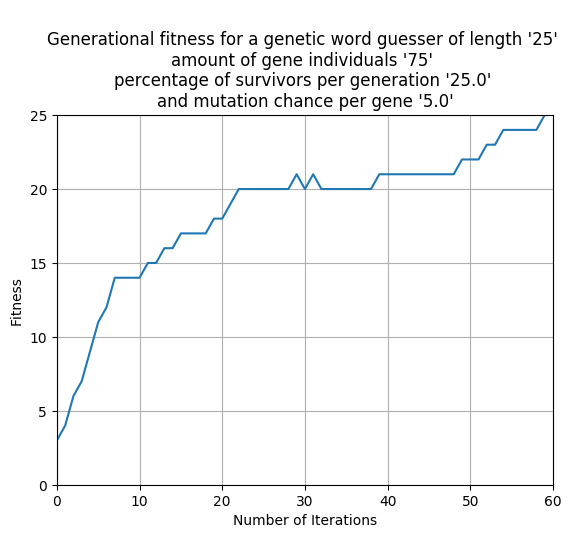 Generational fitness for a genetic word guesser of length '25'
amount of gene individuals '75'
percentage of survivors per generation '25.0'
and mutation chance per gene '5.0'
25
20
15
10
5
0
Fitness
0 10 20 30 40 50 60
Number of Iterations